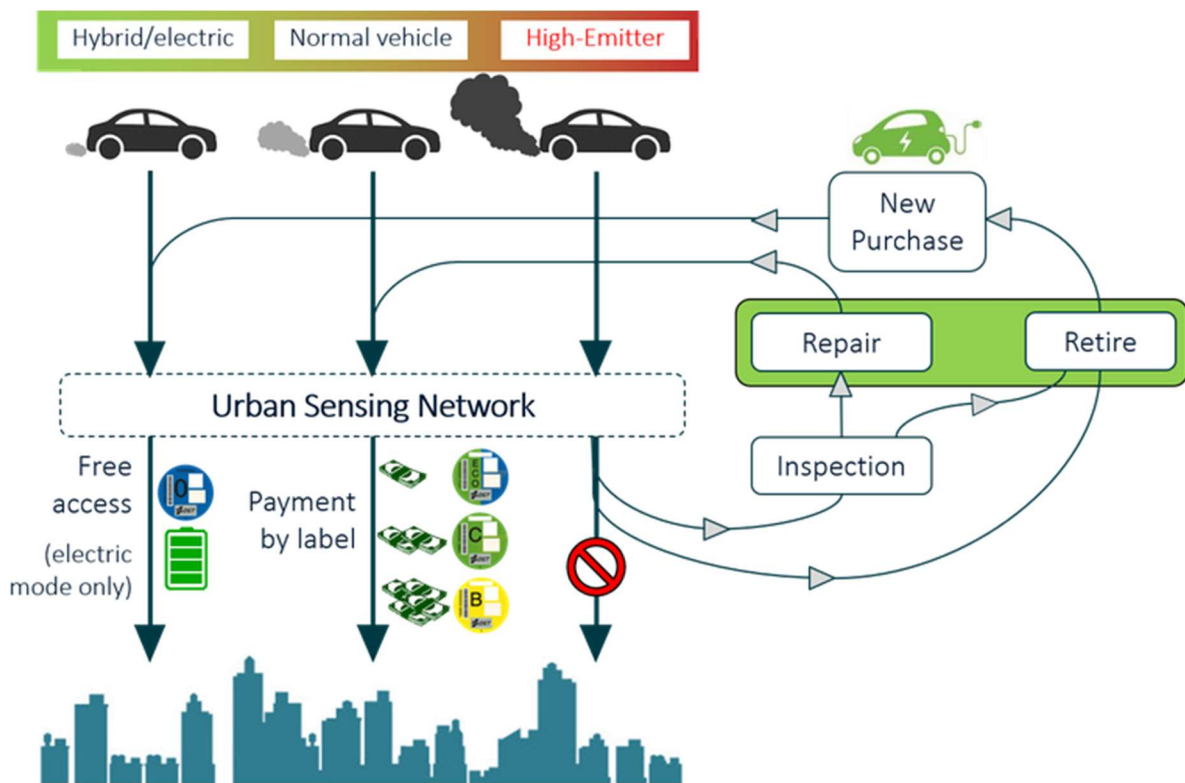 Hybrid/electric
Normal vehicle
High-Emitter
New
Purchase
Repair
Retire
Urban Sensing Network
Inspection
Free
access
(electric
mode only)
0
Payment
by label
ECO
C
B